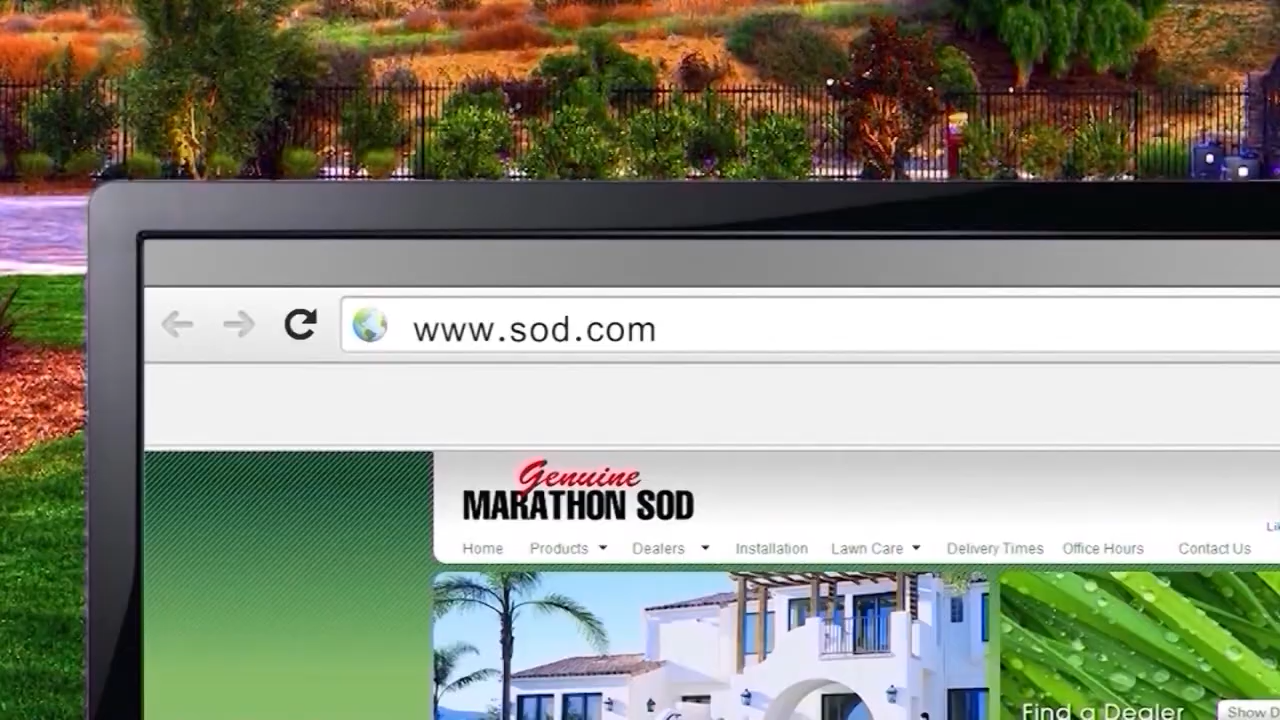 www.sod.com
Genuine
MARATHON SOD
Home Products Dealers Installation Lawn Care Delivery Times Office Hours Contact Us
Find a Dealer
Show